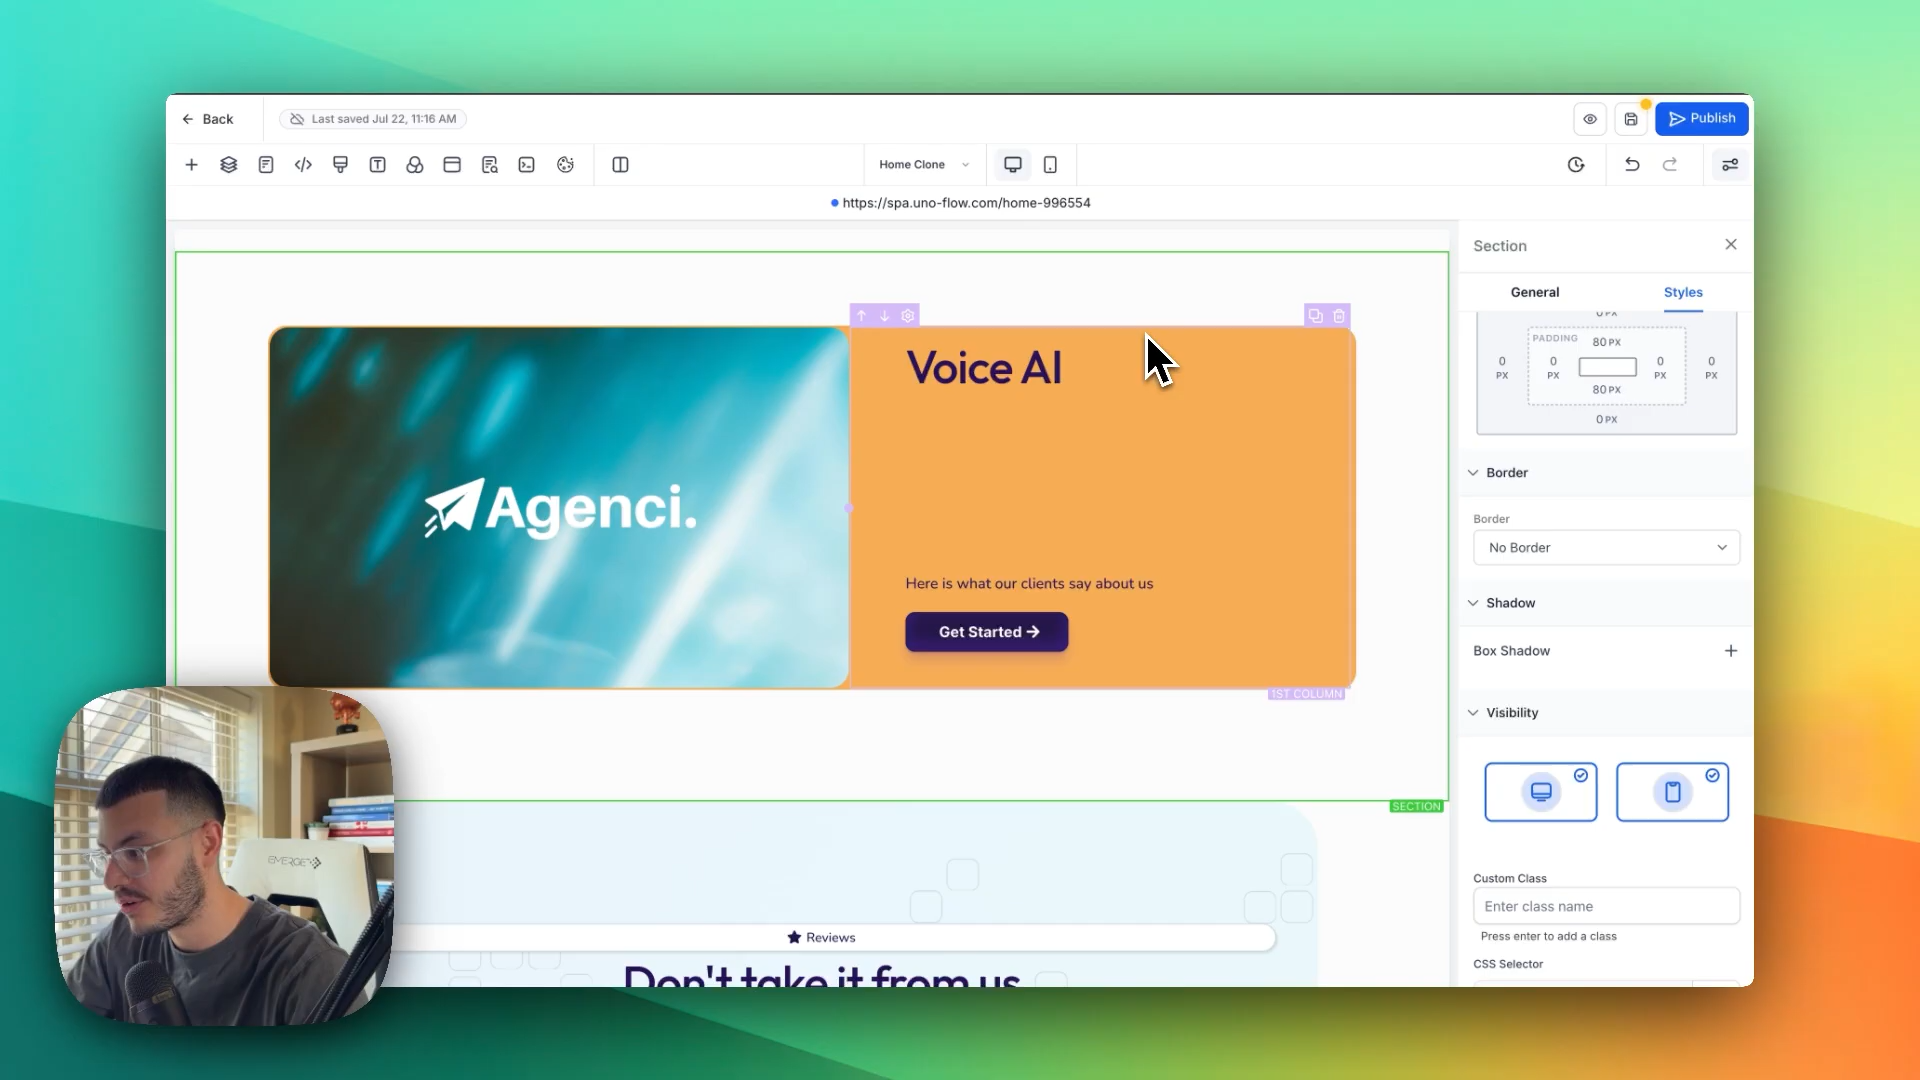 Back
Last saved Jul 22, 11:16 AM
Publish
Home Clone
https://spa.uno-flow.com/home-996554
Section
General
Styles
0 PX
PADDING
80 PX
0 PX
0 PX
0 PX
0 PX
80 PX
0 PX
Border
Border
No Border
Shadow
Box Shadow
Visibility
Custom Class
Enter class name
Press enter to add a class
CSS Selector
Voice AI
Agenci.
Here is what our clients say about us
Get Started →
1ST COLUMN
SECTION
Reviews
Don't take it from us
EMERGE